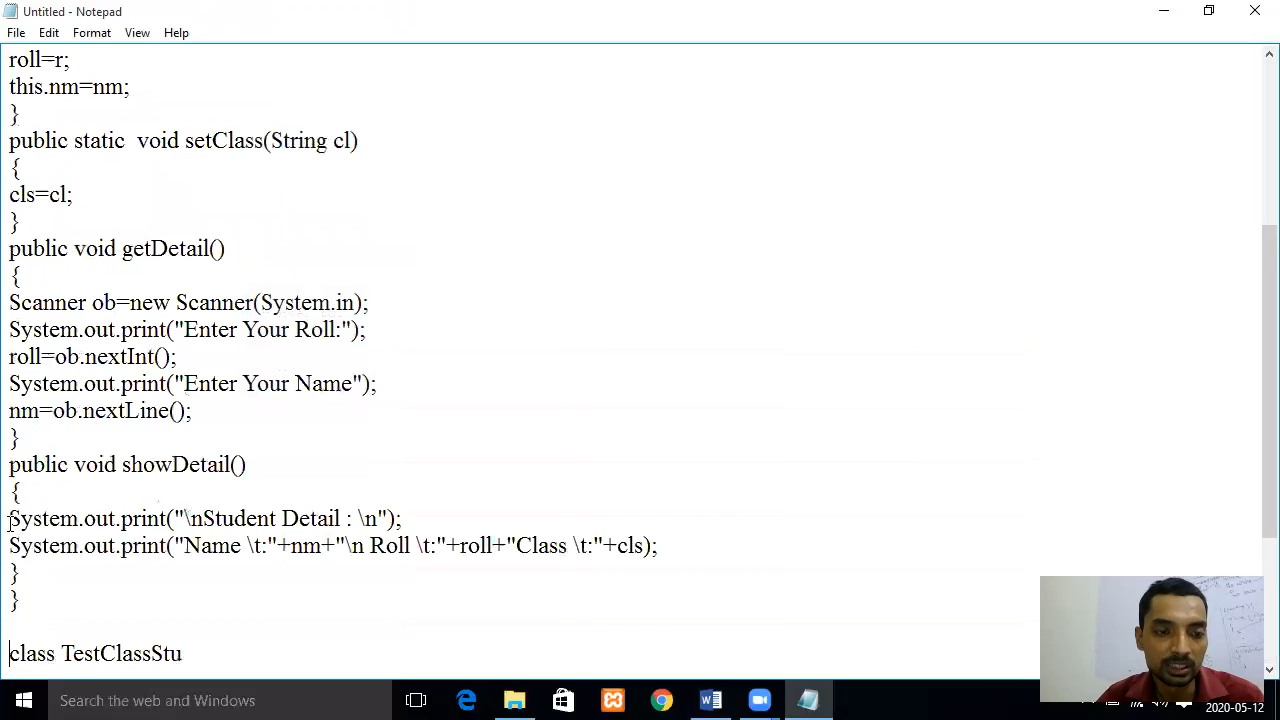 Untitled - Notepad
File Edit Format View Help
roll=r;
this.nm=nm;
}
public static  void setClass(String cl)
{
cls=cl;
}
public void getDetail()
{
Scanner ob=new Scanner(System.in);
System.out.print("Enter Your Roll:");
roll=ob.nextInt();
System.out.print("Enter Your Name");
nm=ob.nextLine();
}
public void showDetail()
{
System.out.print("\nStudent Detail : \n");
System.out.print("Name \t:"+nm+"\n Roll \t:"+roll+"Class \t:"+cls);
}
}
class TestClassStu
Search the web and Windows
2020-05-12